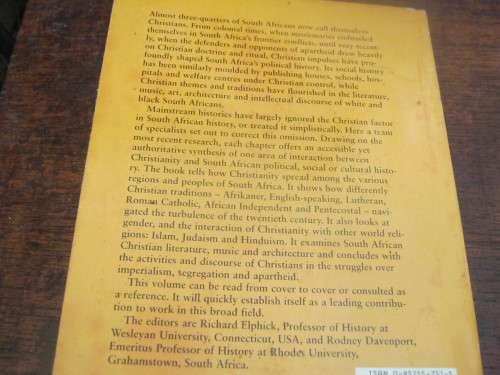 Almost three-quarters of South Africans now call themselves
Christians. From colonial times, when missionaries embroiled
themselves in South Africa's frontier conflicts, until very recent-
ly, when the defenders and opponents of apartheid drew heavily
on Christian doctrine and ritual, Christian impulses have pro-
foundly shaped South Africa's political history. Its social history
has been similarly moulded by publishing houses, schools, hos-
pitals and welfare centres under Christian control, while
Christian themes and traditions have flourished in the literature,
music, art, architecture and intellectual discourse of white and
black South Africans.
Mainstream histories have largely ignored the Christian factor
in South African history, or treated it simplistically. Here a team
of specialists set out to correct this omission. Drawing on the
most recent research, each chapter offers an accessible yet
authoritative synthesis of one area of interaction between
Christianity and South African political, social or cultural histo-
ry. The book tells how Christianity spread among the various
regions and peoples of South Africa. It shows how differently
Christian traditions – Afrikaner, English-speaking, Lutheran,
Roman Catholic, African Independent and Pentecostal – navi-
gated the turbulence of the twentieth century. It also looks at
gender, and the interaction of Christianity with other world reli-
gions: Islam, Judaism and Hinduism. It examines South African
Christian literature, music and architecture and concludes with
the activities and discourse of Christians in the struggles over
imperialism, segregation and apartheid.
This volume can be read from cover to cover or consulted as
a reference. It will quickly establish itself as a leading contribu-
tion to work in this broad field.
The editors are Richard Elphick, Professor of History at
Wesleyan University, Connecticut, USA, and Rodney Davenport,
Emeritus Professor of History at Rhodes University,
Grahamstown, South Africa.
ISBN